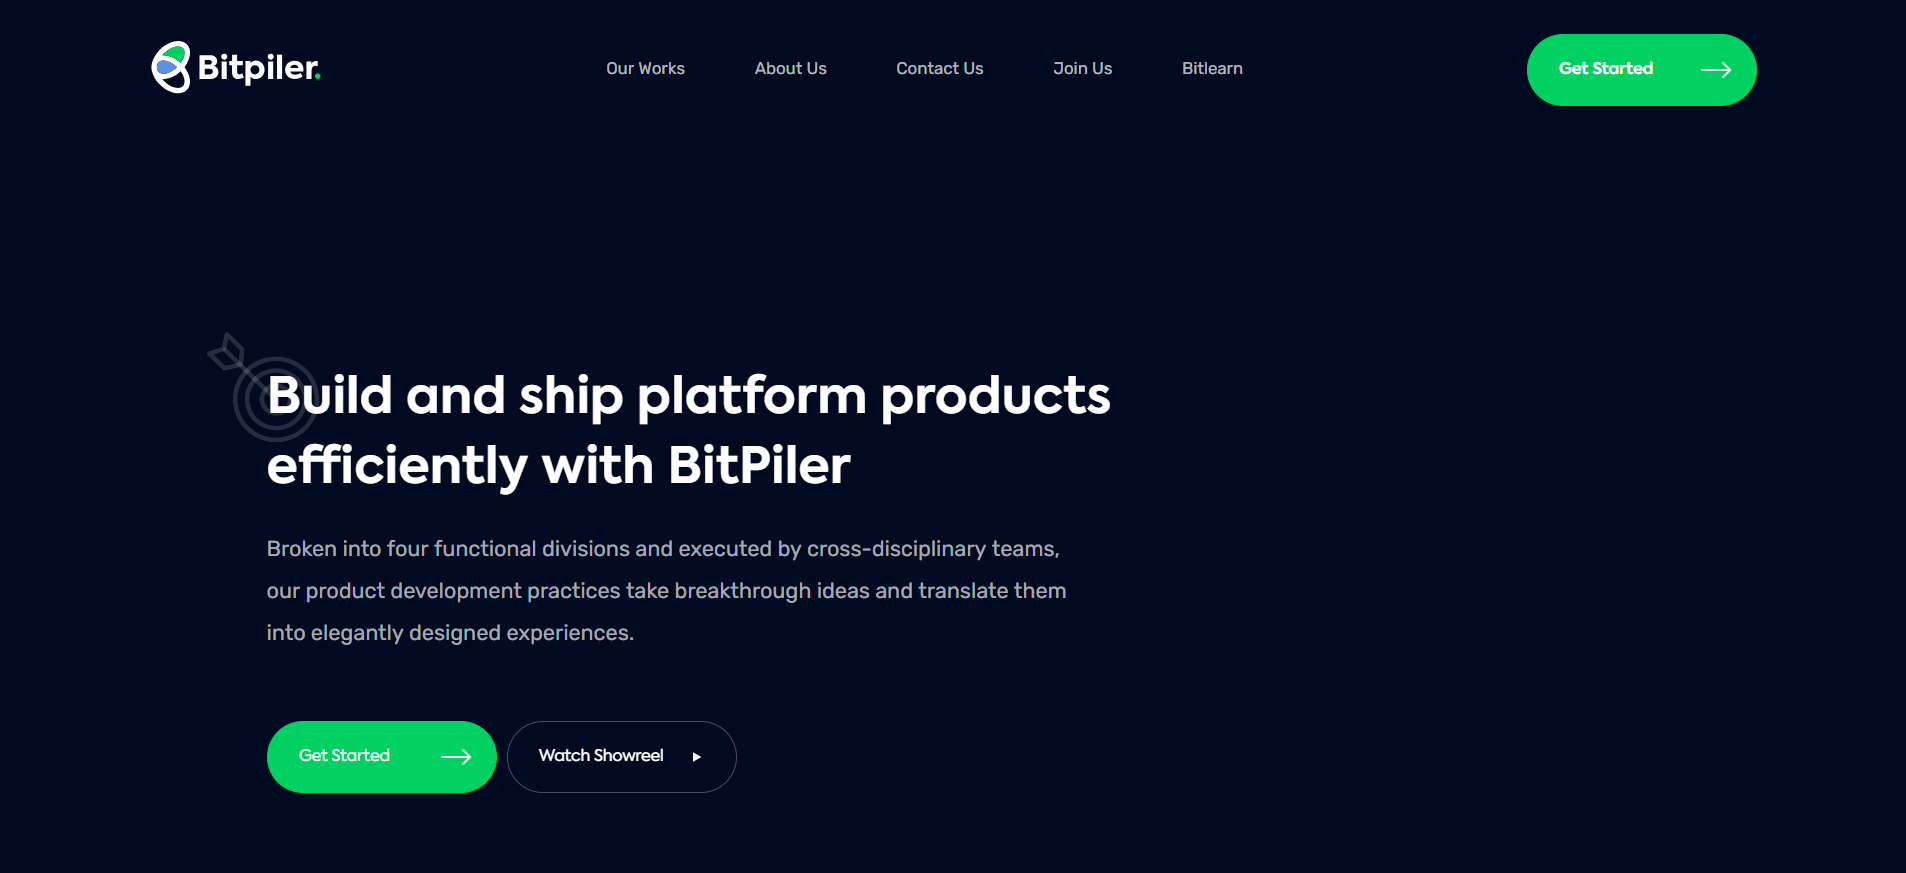 Bitpiler.
Our Works
About Us
Contact Us
Join Us
Bitlearn
Get Started
Build and ship platform products
efficiently with BitPiler
Broken into four functional divisions and executed by cross-disciplinary teams,
our product development practices take breakthrough ideas and translate them
into elegantly designed experiences.
Get Started
Watch Showreel